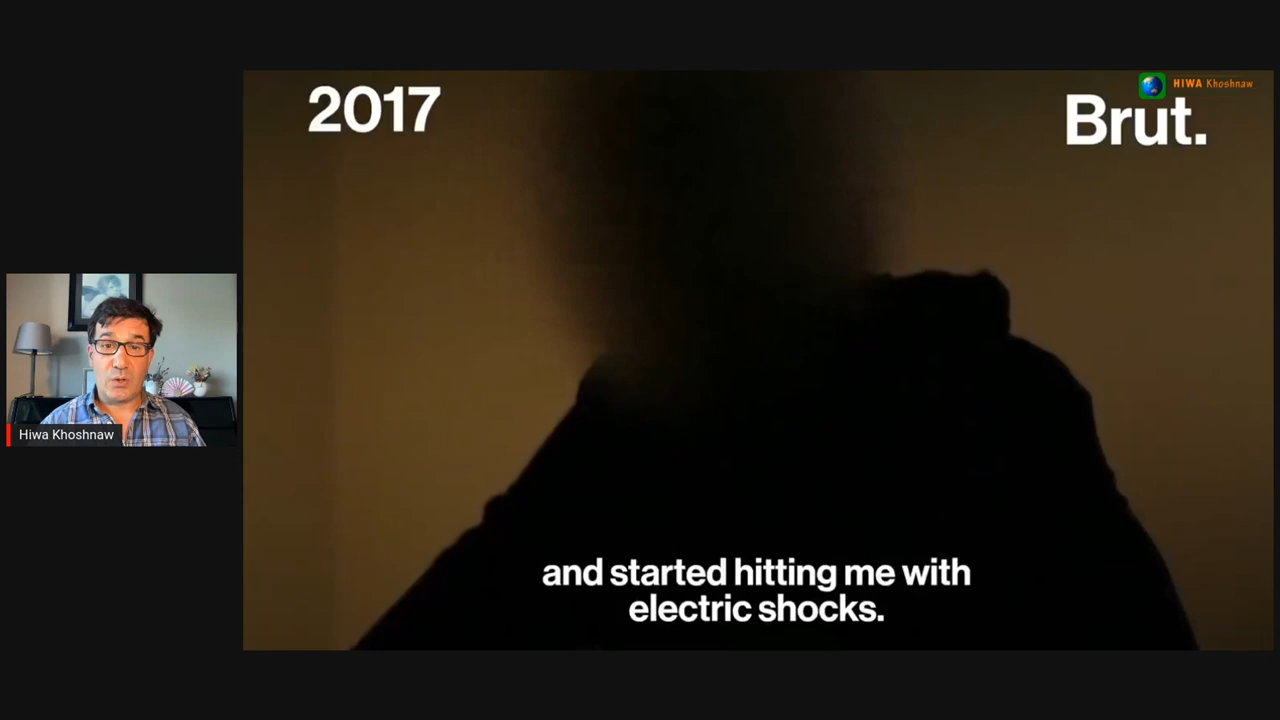 2017
HIWA Khoshnaw
Brut.
Hiwa Khoshnaw
and started hitting me with
electric shocks.